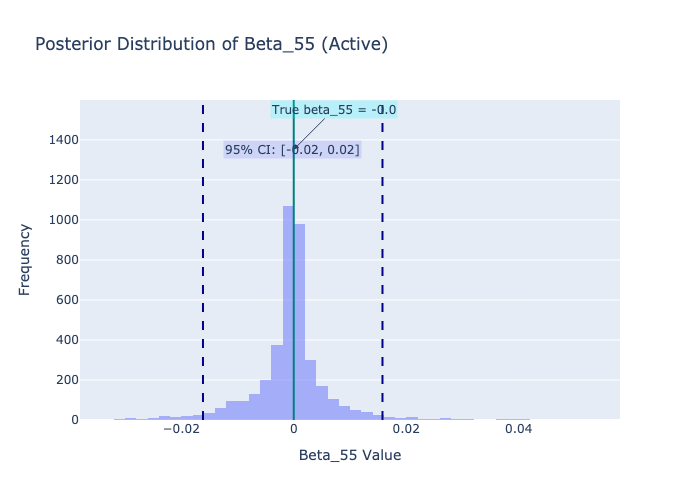 Posterior Distribution of Beta_55 (Active)
True beta_55 = -0.0
95% CI: [-0.02, 0.02]
1400
1200
1000
800
600
400
200
0
Frequency
−0.02
0
0.02
0.04
Beta_55 Value